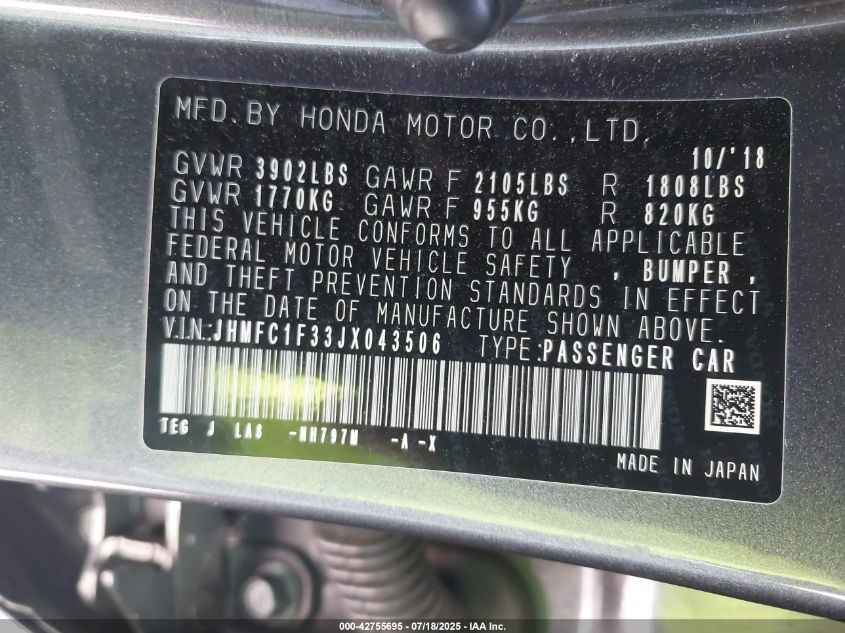 MFD. BY HONDA MOTOR CO., LTD.
10/'18
GVWR 3902LBS GAWR F 2105LBS R 1808LBS
GVWR 1770KG GAWR F 955KG R 820KG
THIS VEHICLE CONFORMS TO ALL APPLICABLE
FEDERAL MOTOR VEHICLE SAFETY , BUMPER ,
AND THEFT PREVENTION STANDARDS IN EFFECT
ON THE DATE OF MANUFACTURE SHOWN ABOVE.
V.I.N.:JHMFC1F33JX043506 TYPE:PASSENGER CAR
TEG J LA8 -NH797M -A -X
MADE IN JAPAN
000-42755695 - 07/18/2025 - IAA Inc.